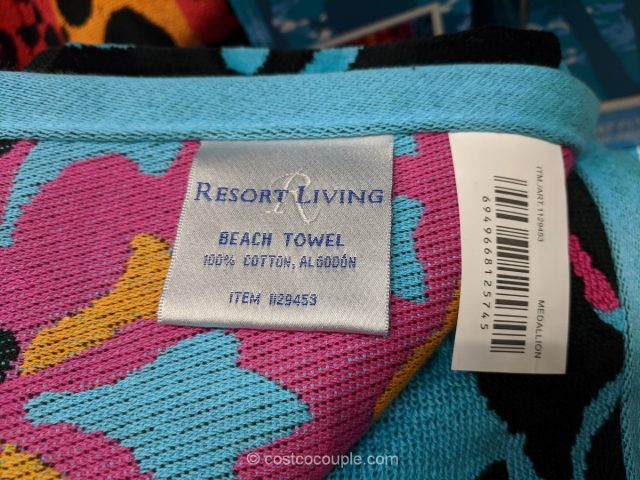 RESORT LIVING
R
BEACH TOWEL
100% COTTON, ALGODÓN
ITEM 1129453
ITM./ART.1129453
694966812574​5
MEDALLION
© costcocouple.com